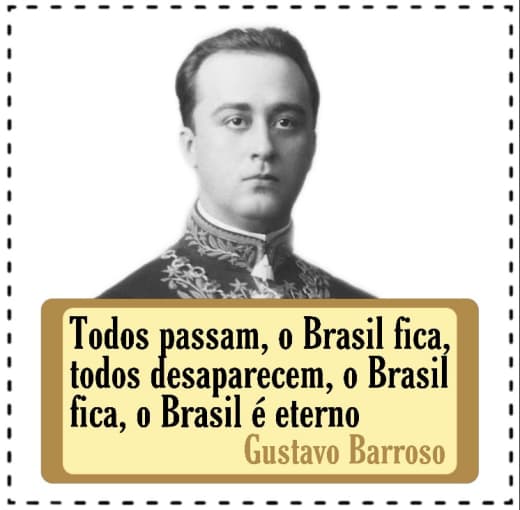 Todos passam, o Brasil fica,
todos desaparecem, o Brasil
fica, o Brasil é eterno
Gustavo Barroso